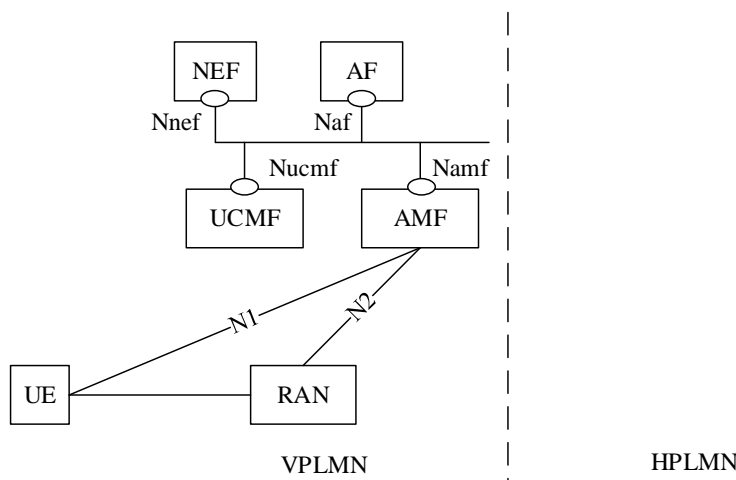 NEF AF
Nnef Naf
Nucmf Namf
UCMF AMF
N1 N2
UE RAN
VPLMN HPLMN